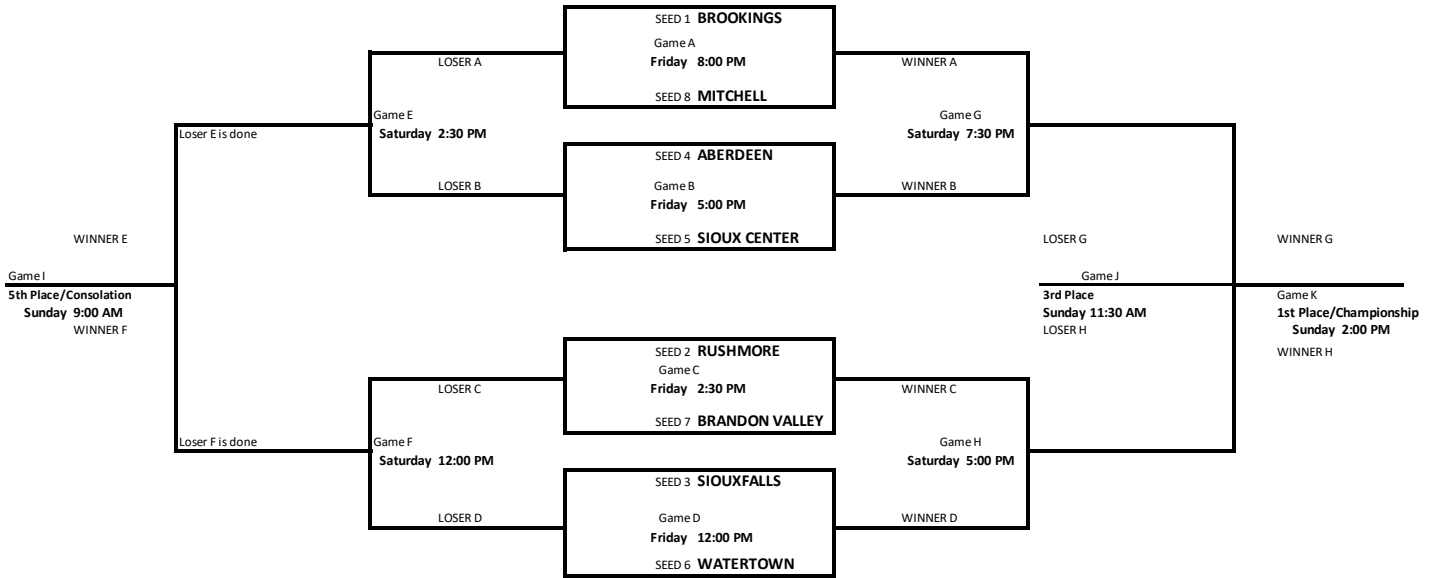 SEED 1 BROOKINGS
Game A
Friday 8:00 PM
LOSER A
WINNER A
SEED 8 MITCHELL
Game E
Saturday 2:30 PM
Loser E is done
Game G
Saturday 7:30 PM
SEED 4 ABERDEEN
LOSER B
Game B
WINNER B
Friday 5:00 PM
SEED 5 SIOUX CENTER
WINNER E
LOSER G
WINNER G
Game I
5th Place/Consolation
Sunday 9:00 AM
WINNER F
Game J
3rd Place
Sunday 11:30 AM
LOSER H
Game K
1st Place/Championship
Sunday 2:00 PM
WINNER H
SEED 2 RUSHMORE
Game C
Friday 2:30 PM
LOSER C
WINNER C
SEED 7 BRANDON VALLEY
Loser F is done
Game F
Saturday 12:00 PM
Game H
Saturday 5:00 PM
SEED 3 SIOUXFALLS
LOSER D
Game D
WINNER D
Friday 12:00 PM
SEED 6 WATERTOWN